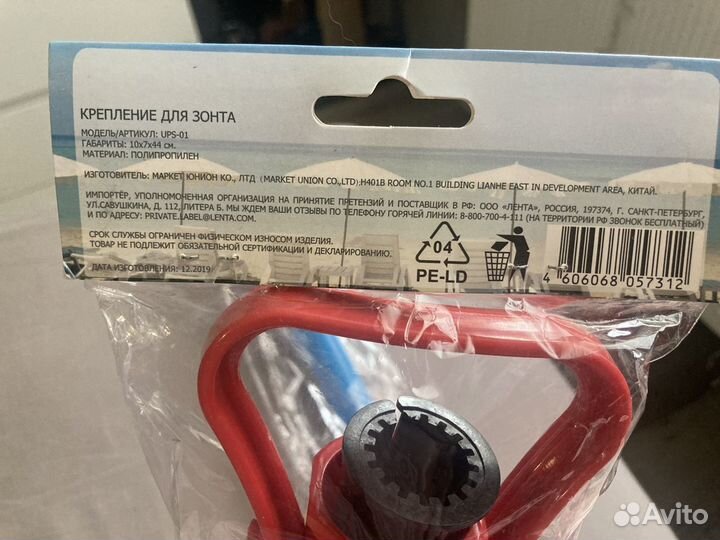 КРЕПЛЕНИЕ ДЛЯ ЗОНТА
МОДЕЛЬ/АРТИКУЛ: UPS-01
ГАБАРИТЫ: 10x7x44 см.
МАТЕРИАЛ: ПОЛИПРОПИЛЕН
ИЗГОТОВИТЕЛЬ: МАРКЕТ ЮНИОН КО., ЛТД (MARKET UNION CO.,LTD):H401B ROOM NO.1 BUILDING LIANHE EAST IN DEVELOPMENT AREA, КИТАЙ.
ИМПОРТЁР, УПОЛНОМОЧЕННАЯ ОРГАНИЗАЦИЯ НА ПРИНЯТИЕ ПРЕТЕНЗИЙ И ПОСТАВЩИК В РФ: ООО «ЛЕНТА», РОССИЯ, 197374, Г. САНКТ-ПЕТЕРБУРГ,
УЛ.САВУШКИНА, Д. 112, ЛИТЕРА Б. МЫ ЖДЕМ ВАШИ ОТЗЫВЫ ПО ТЕЛЕФОНУ ГОРЯЧЕЙ ЛИНИИ: 8-800-700-4-111 (НА ТЕРРИТОРИИ РФ ЗВОНОК БЕСПЛАТНЫЙ)
И ПО АДРЕСУ: PRIVATE.LABEL@LENTA.COM.
СРОК СЛУЖБЫ ОГРАНИЧЕН ФИЗИЧЕСКИМ ИЗНОСОМ ИЗДЕЛИЯ.
ТОВАР НЕ ПОДЛЕЖИТ ОБЯЗАТЕЛЬНОЙ СЕРТИФИКАЦИИ И ДЕКЛАРИРОВАНИЮ.
ДАТА ИЗГОТОВЛЕНИЯ: 12.2019
04
PE-LD
4 606068 057312
Avito